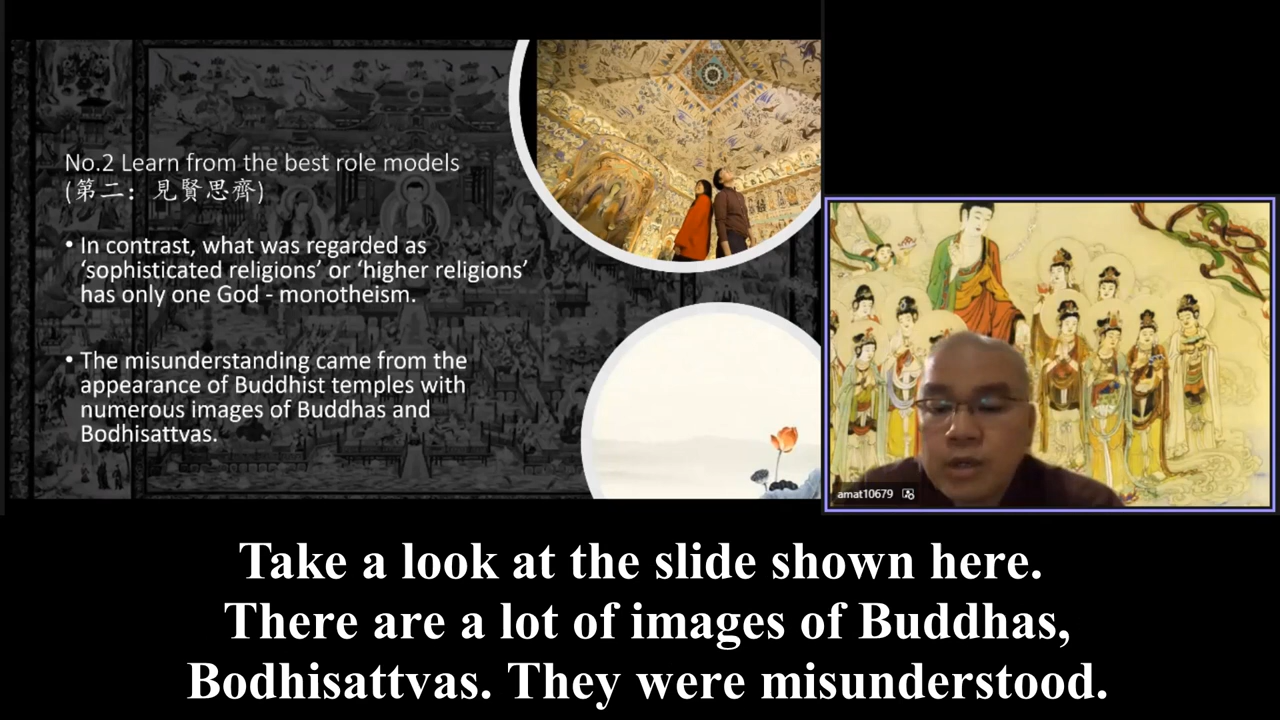 No.2 Learn from the best role models
(第二：見賢思齊)
• In contrast, what was regarded as
‘sophisticated religions’ or ‘higher religions’
has only one God - monotheism.
• The misunderstanding came from the
appearance of Buddhist temples with
numerous images of Buddhas and
Bodhisattvas.
amat10679
Take a look at the slide shown here.
There are a lot of images of Buddhas,
Bodhisattvas. They were misunderstood.